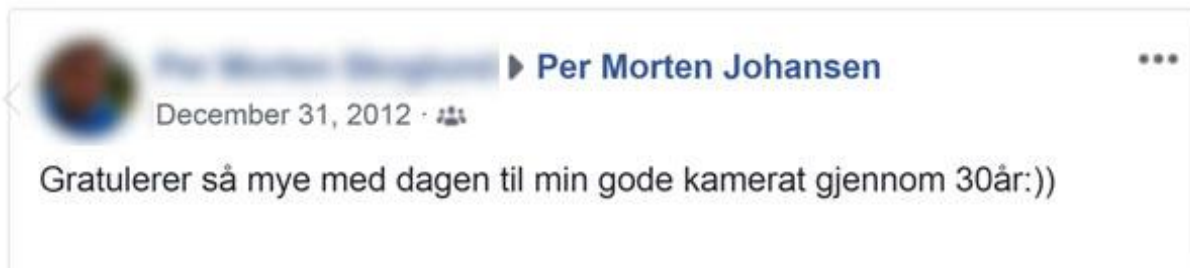 Per Morten Johansen
December 31, 2012 ·
Gratulerer så mye med dagen til min gode kamerat gjennom 30år:))